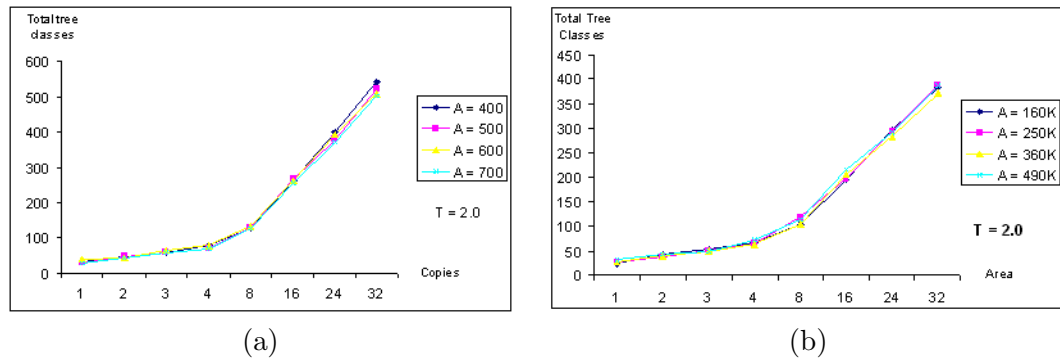 Total tree
classes
600
500
400
300
200
100
0
1 2 3 4 8 16 24 32
Copies
A = 400
A = 500
A = 600
A = 700
T = 2.0
(a)
Total Tree
Classes
450
400
350
300
250
200
150
100
50
0
1 2 3 4 8 16 24 32
Area
A = 160K
A = 250K
A = 360K
A = 490K
T = 2.0
(b)